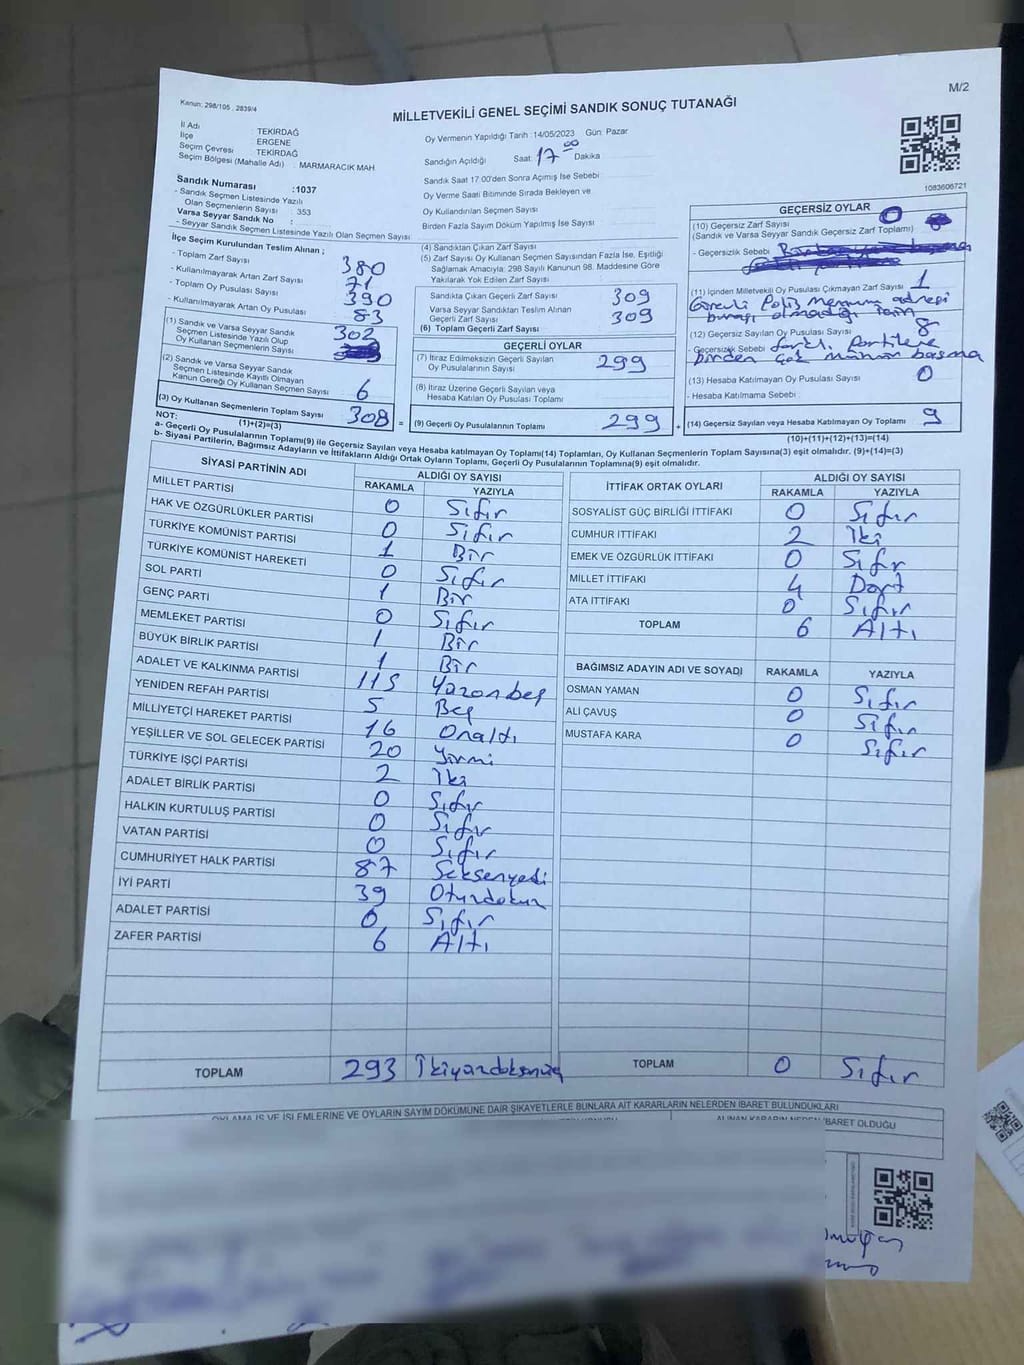 M/2
Kanun: 298/105 , 2839/4
MİLLETVEKİLİ GENEL SEÇİMİ SANDIK SONUÇ TUTANAĞI
İl Adı : TEKİRDAĞ
İlçe : ERGENE
Seçim Çevresi : TEKİRDAĞ
Seçim Bölgesi (Mahalle Adı) : MARMARACIK MAH
Sandık Numarası :1037
- Sandık Seçmen Listesinde Yazılı
Olan Seçmenlerin Sayısı : 353
Varsa Seyyar Sandık No :
- Seyyar Sandık Seçmen Listesinde Yazılı Olan Seçmen Sayısı
Oy Vermenin Yapıldığı Tarih :14/05/2023 Gün: Pazar
Sandığın Açıldığı Saat: 17 00 Dakika
Sandık Saat 17.00'den Sonra Açımış İse Sebebi
Oy Verme Saati Bitiminde Sırada Bekleyen ve
Oy Kullandırılan Seçmen Sayısı
Birden Fazla Sayım Döküm Yapılmış İse Sayısı
1083606721
İlçe Seçim Kurulundan Teslim Alınan ;
- Toplam Zarf Sayısı 380
- Kullanılmayarak Artan Zarf Sayısı 71
- Toplam Oy Pusulası Sayısı 390
- Kullanılmayarak Artan Oy Pusulası 83
(1) Sandık ve Varsa Seyyar Sandık
Seçmen Listesinde Yazılı Olup
Oy Kullanan Seçmenlerin Sayısı 302
(2) Sandık ve Varsa Seyyar Sandık
Seçmen Listesinde Kayıtlı Olmayan
Kanun Gereği Oy Kullanan Seçmen Sayısı 6
(3) Oy Kullanan Seçmenlerin Toplam Sayısı 308 =
(1)+(2)=(3)
(4) Sandıktan Çıkan Zarf Sayısı
(5) Zarf Sayısı Oy Kullanan Seçmen Sayısından Fazla İse, Eşitliği
Sağlamak Amacıyla; 298 Sayılı Kanunun 98. Maddesine Göre
Yakılarak Yok Edilen Zarf Sayısı
Sandıkta Çıkan Geçerli Zarf Sayısı 309
Varsa Seyyar Sandıktan Teslim Alınan
Geçerli Zarf Sayısı 309
(6) Toplam Geçerli Zarf Sayısı
GEÇERLİ OYLAR
(7) İtiraz Edilmeksizin Geçerli Sayılan
Oy Pusulalarının Sayısı 299
(8) İtiraz Üzerine Geçerli Sayılan veya
Hesaba Katılan Oy Pusulası Toplamı
(9) Geçerli Oy Pusulalarının Toplamı 299 +
GEÇERSİZ OYLAR
(10) Geçersiz Zarf Sayısı 0
(Sandık ve Varsa Seyyar Sandık Geçersiz Zarf Toplamı)
- Geçersizlik Sebebi
(11) İçinden Milletvekili Oy Pusulası Çıkmayan Zarf Sayısı 1
Görevli Polis Memurunun adresi
burası olmadığı için
(12) Geçersiz Sayılan Oy Pusulası Sayısı 8
- Geçersizlik Sebebi farklı Partilere
birden çok mühür basma
(13) Hesaba Katılmayan Oy Pusulası Sayısı 0
- Hesaba Katılmama Sebebi :
(14) Geçersiz Sayılan veya Hesaba Katılmayan Oy Toplamı 9
(10)+(11)+(12)+(13)=(14)
NOT:
a- Geçerli Oy Pusulalarının Toplamı(9) ile Geçersiz Sayılan veya Hesaba katılmayan Oy Toplamı(14) Toplamları, Oy Kullanan Seçmenlerin Toplam Sayısına(3) eşit olmalıdır. (9)+(14)=(3)
b- Siyasi Partilerin, Bağımsız Adayların ve İttifakların Aldığı Ortak Oyların Toplamı, Geçerli Oy Pusulalarının Toplamına(9) eşit olmalıdır.
SİYASİ PARTİNİN ADI ALDIĞI OY SAYISI
RAKAMLA YAZIYLA
MİLLET PARTİSİ 0 Sıfır
HAK VE ÖZGÜRLÜKLER PARTİSİ 0 Sıfır
TÜRKİYE KOMÜNİST PARTİSİ 1 Bir
TÜRKİYE KOMÜNİST HAREKETİ 0 Sıfır
SOL PARTİ 1 Bir
GENÇ PARTİ 0 Sıfır
MEMLEKET PARTİSİ 1 Bir
BÜYÜK BİRLİK PARTİSİ 1 Bir
ADALET VE KALKINMA PARTİSİ 115 Yüzonbeş
YENİDEN REFAH PARTİSİ 5 Beş
MİLLİYETÇİ HAREKET PARTİSİ 16 Onaltı
YEŞİLLER VE SOL GELECEK PARTİSİ 20 Yirmi
TÜRKİYE İŞÇİ PARTİSİ 2 İki
ADALET BİRLİK PARTİSİ 0 Sıfır
HALKIN KURTULUŞ PARTİSİ 0 Sıfır
VATAN PARTİSİ 0 Sıfır
CUMHURİYET HALK PARTİSİ 87 Seksenyedi
İYİ PARTİ 39 Otuzdokuz
ADALET PARTİSİ 0 Sıfır
ZAFER PARTİSİ 6 Altı
TOPLAM 293 İkiyüzdoksanüç
İTTİFAK ORTAK OYLARI ALDIĞI OY SAYISI
RAKAMLA YAZIYLA
SOSYALİST GÜÇ BİRLİĞİ İTTİFAKI 0 Sıfır
CUMHUR İTTİFAKI 2 İki
EMEK VE ÖZGÜRLÜK İTTİFAKI 0 Sıfır
MİLLET İTTİFAKI 4 Dört
ATA İTTİFAKI 0 Sıfır
TOPLAM 6 Altı
BAĞIMSIZ ADAYIN ADI VE SOYADI RAKAMLA YAZIYLA
OSMAN YAMAN 0 Sıfır
ALİ ÇAVUŞ 0 Sıfır
MUSTAFA KARA 0 Sıfır
TOPLAM 0 Sıfır
OYLAMA İŞ VE İŞLEMLERİNE VE OYLARIN SAYIM DÖKÜMÜNE DAİR ŞİKAYETLERLE BUNLARA AİT KARARLARIN NELERDEN İBARET BULUNDUKLARI
ALINAN KARARIN NEDEN İBARET OLDUĞU